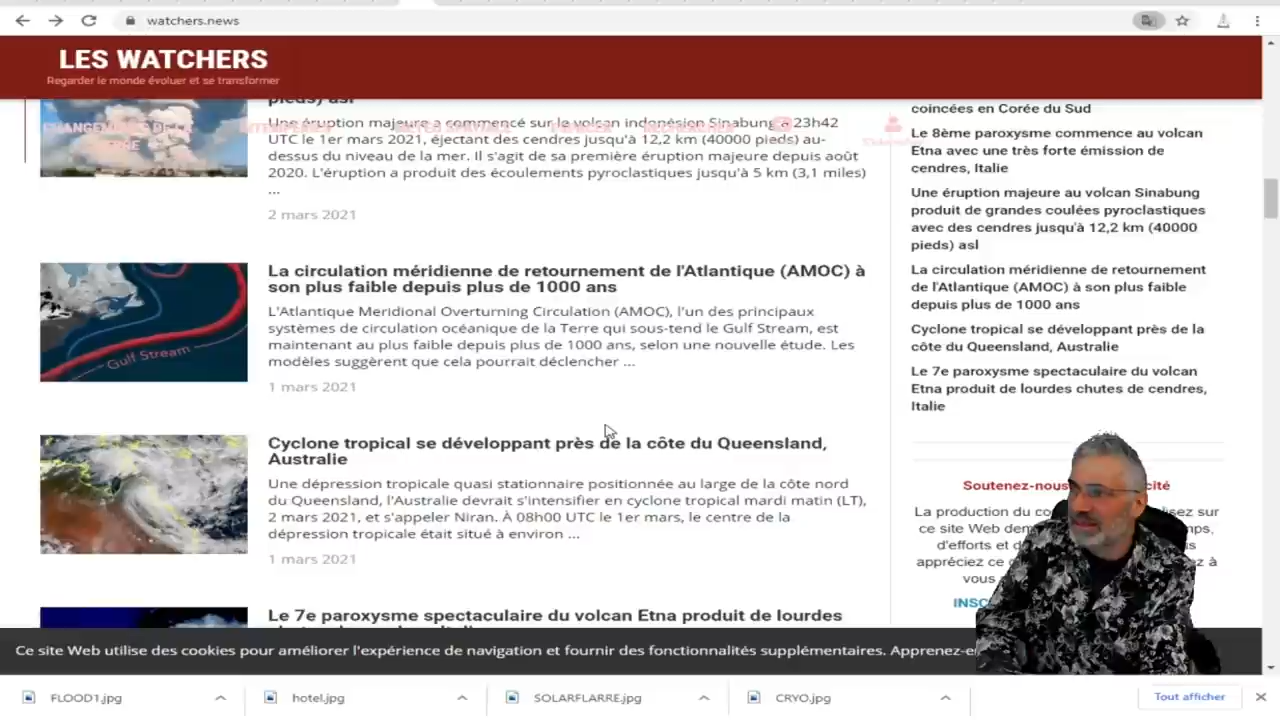 watchers.news
LES WATCHERS
Regarder le monde évoluer et se transformer
pieds) asl
Une éruption majeure a commencé sur le volcan indonésien Sinabung à 23h42
UTC le 1er mars 2021, éjectant des cendres jusqu'à 12,2 km (40000 pieds) au-
dessus du niveau de la mer. Il s'agit de sa première éruption majeure depuis août
2020. L'éruption a produit des écoulements pyroclastiques jusqu'à 5 km (3,1 miles)
...
2 mars 2021
La circulation méridienne de retournement de l'Atlantique (AMOC) à
son plus faible depuis plus de 1000 ans
L'Atlantique Meridional Overturning Circulation (AMOC), l'un des principaux
systèmes de circulation océanique de la Terre qui sous-tend le Gulf Stream, est
maintenant au plus faible depuis plus de 1000 ans, selon une nouvelle étude. Les
modèles suggèrent que cela pourrait déclencher ...
1 mars 2021
Gulf Stream
Cyclone tropical se développant près de la côte du Queensland,
Australie
Une dépression tropicale quasi stationnaire positionnée au large de la côte nord
du Queensland, l'Australie devrait s'intensifier en cyclone tropical mardi matin (LT),
2 mars 2021, et s'appeler Niran. À 08h00 UTC le 1er mars, le centre de la
dépression tropicale était situé à environ ...
1 mars 2021
Le 7e paroxysme spectaculaire du volcan Etna produit de lourdes
coincées en Corée du Sud
Le 8ème paroxysme commence au volcan
Etna avec une très forte émission de
cendres, Italie
Une éruption majeure au volcan Sinabung
produit de grandes coulées pyroclastiques
avec des cendres jusqu'à 12,2 km (40000
pieds) asl
La circulation méridienne de retournement
de l'Atlantique (AMOC) à son plus faible
depuis plus de 1000 ans
Cyclone tropical se développant près de la
côte du Queensland, Australie
Le 7e paroxysme spectaculaire du volcan
Etna produit de lourdes chutes de cendres,
Italie
Soutenez-nous
La production du
ce site Web
d'efforts et
appréciez ce
vous
Ce site Web utilise des cookies pour améliorer l'expérience de navigation et fournir des fonctionnalités supplémentaires.
FLOOD1.jpg
hotel.jpg
SOLARFLARRE.jpg
CRYO.jpg
Tout afficher